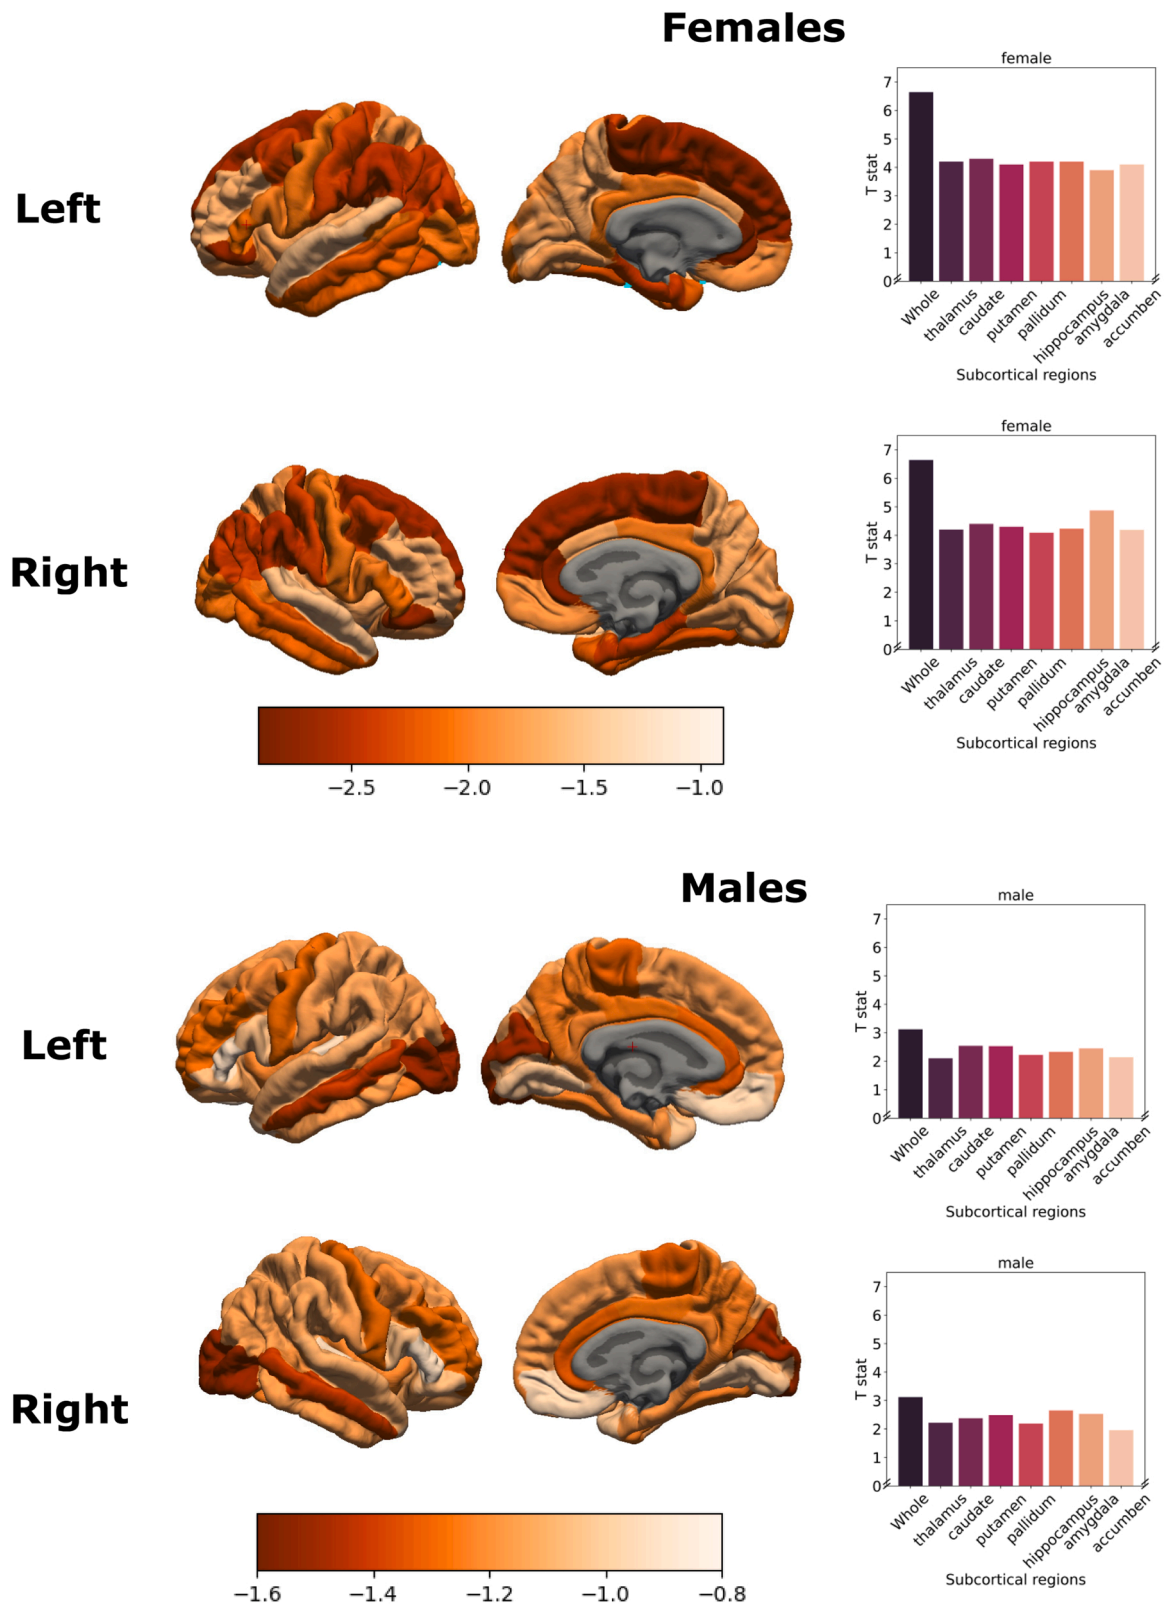 Females
female
7
6
5
4
3
2
1
0
T stat
Whole
thalamus
caudate
putamen
pallidum
hippocampus
amygdala
accumben
Subcortical regions
Left
female
7
6
5
4
3
2
1
0
T stat
Whole
thalamus
caudate
putamen
pallidum
hippocampus
amygdala
accumben
Subcortical regions
Right
−2.5 −2.0 −1.5 −1.0
Males
male
7
6
5
4
3
2
1
0
T stat
Whole
thalamus
caudate
putamen
pallidum
hippocampus
amygdala
accumben
Subcortical regions
Left
male
7
6
5
4
3
2
1
0
T stat
Whole
thalamus
caudate
putamen
pallidum
hippocampus
amygdala
accumben
Subcortical regions
Right
−1.6 −1.4 −1.2 −1.0 −0.8